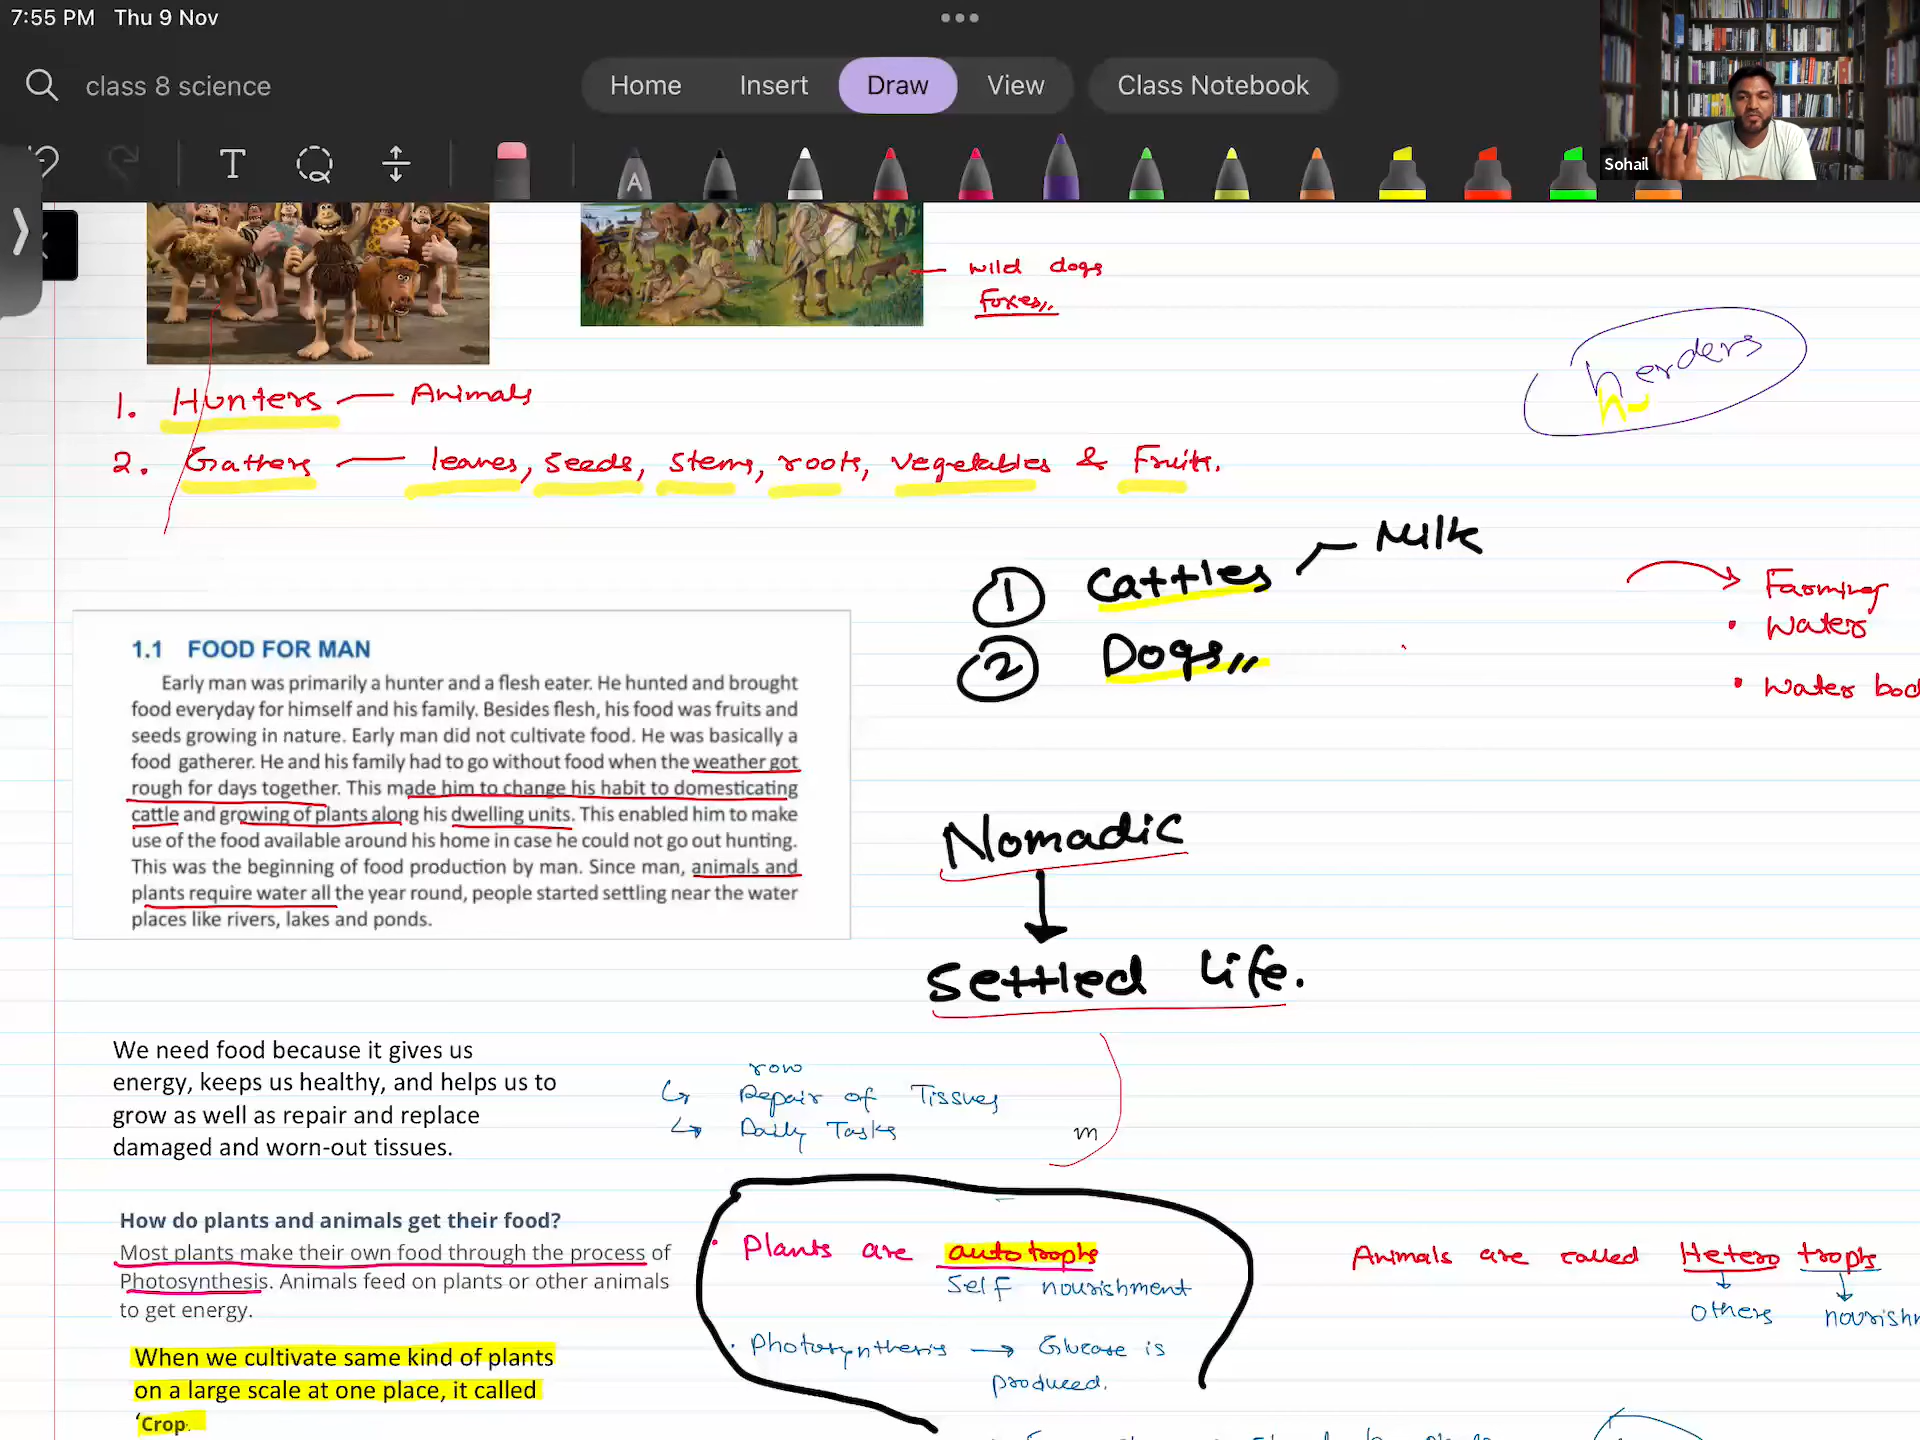 7:55 PM Thu 9 Nov
class 8 science
Home Insert Draw View Class Notebook
T
A
Sohail
wild dogs
Foxes,,
herders
h
1. Hunters — Animals
2. Gathers — leaves, seeds, stems, roots, vegetables & Fruits.
① Cattles — Milk
② Dogs,,
Farming
• Water
• Water bod
1.1 FOOD FOR MAN
Early man was primarily a hunter and a flesh eater. He hunted and brought
food everyday for himself and his family. Besides flesh, his food was fruits and
seeds growing in nature. Early man did not cultivate food. He was basically a
food gatherer. He and his family had to go without food when the weather got
rough for days together. This made him to change his habit to domesticating
cattle and growing of plants along his dwelling units. This enabled him to make
use of the food available around his home in case he could not go out hunting.
This was the beginning of food production by man. Since man, animals and
plants require water all the year round, people started settling near the water
places like rivers, lakes and ponds.
Nomadic
Settled Life.
We need food because it gives us
energy, keeps us healthy, and helps us to
grow as well as repair and replace
damaged and worn-out tissues.
row
↳ Repair of Tissues
↳ Daily Tasks
m
How do plants and animals get their food?
Most plants make their own food through the process of
Photosynthesis. Animals feed on plants or other animals
to get energy.
When we cultivate same kind of plants
on a large scale at one place, it called
‘Crop.
• Plants are autotrophs
Self nourishment
• Photosynthesis → Glucose is
produced.
Animals are called Hetero trophs
others nourishm